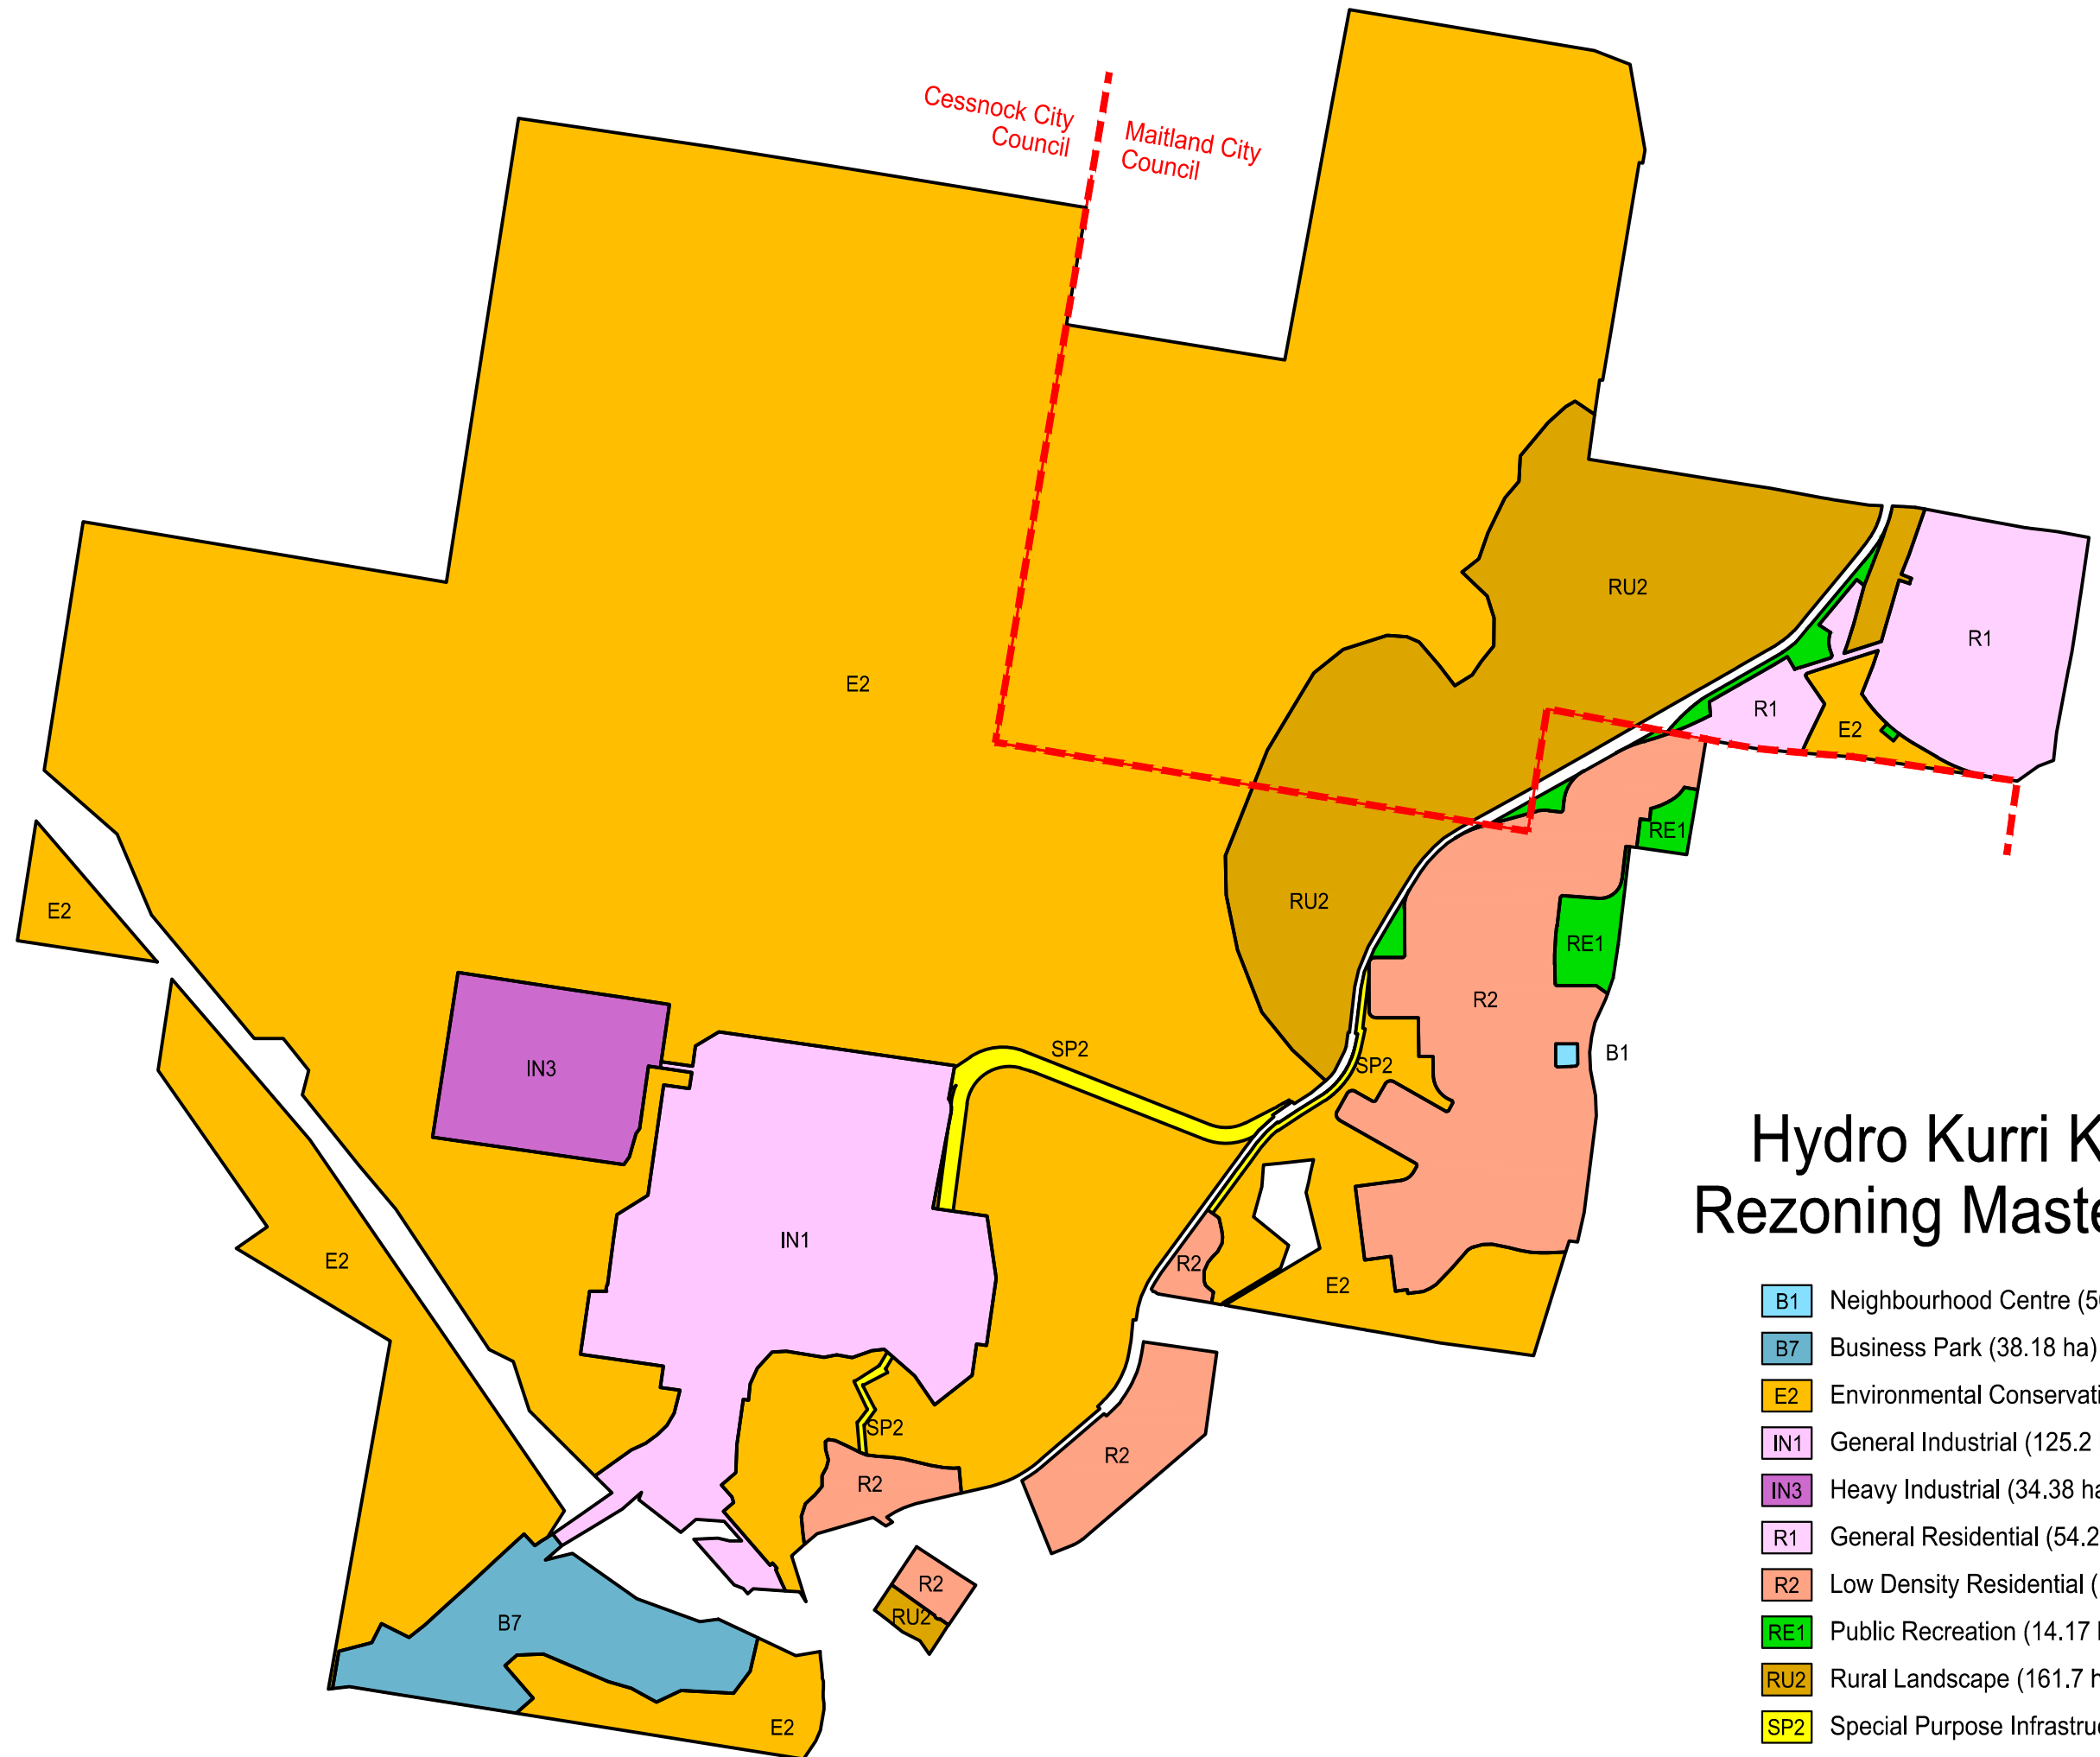 Cessnock City
Council
Maitland City
Council
RU2
R1
E2
R1
E2
RE1
RU2
E2
RE1
R2
SP2
B1
IN3
SP2
IN1
E2
R2
E2
SP2
R2
R2
R2
RU2
B7
E2
Hydro Kurri K
Rezoning Maste
B1 Neighbourhood Centre (5
B7 Business Park (38.18 ha)
E2 Environmental Conservati
IN1 General Industrial (125.2
IN3 Heavy Industrial (34.38 ha
R1 General Residential (54.2
R2 Low Density Residential (
RE1 Public Recreation (14.17
RU2 Rural Landscape (161.7 h
SP2 Special Purpose Infrastru